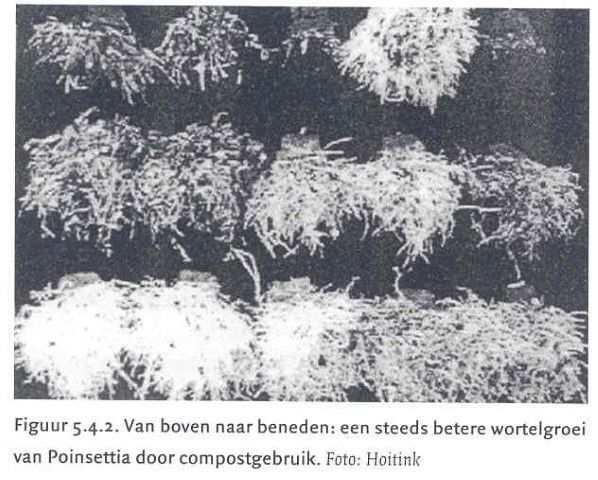 Figuur 5.4.2. Van boven naar beneden: een steeds betere wortelgroei
van Poinsettia door compostgebruik. Foto: Hoitink